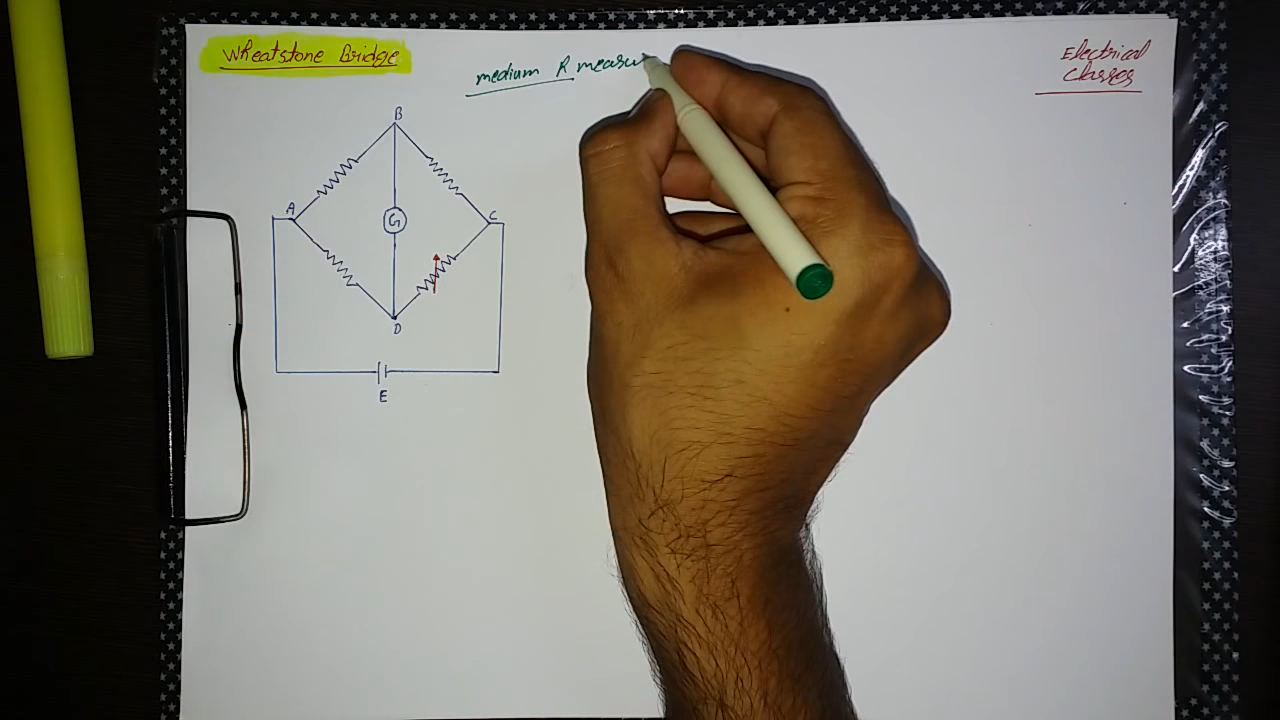 Wheatstone Bridge
medium R measu
Electrical
Classes
B
A
G
C
D
E